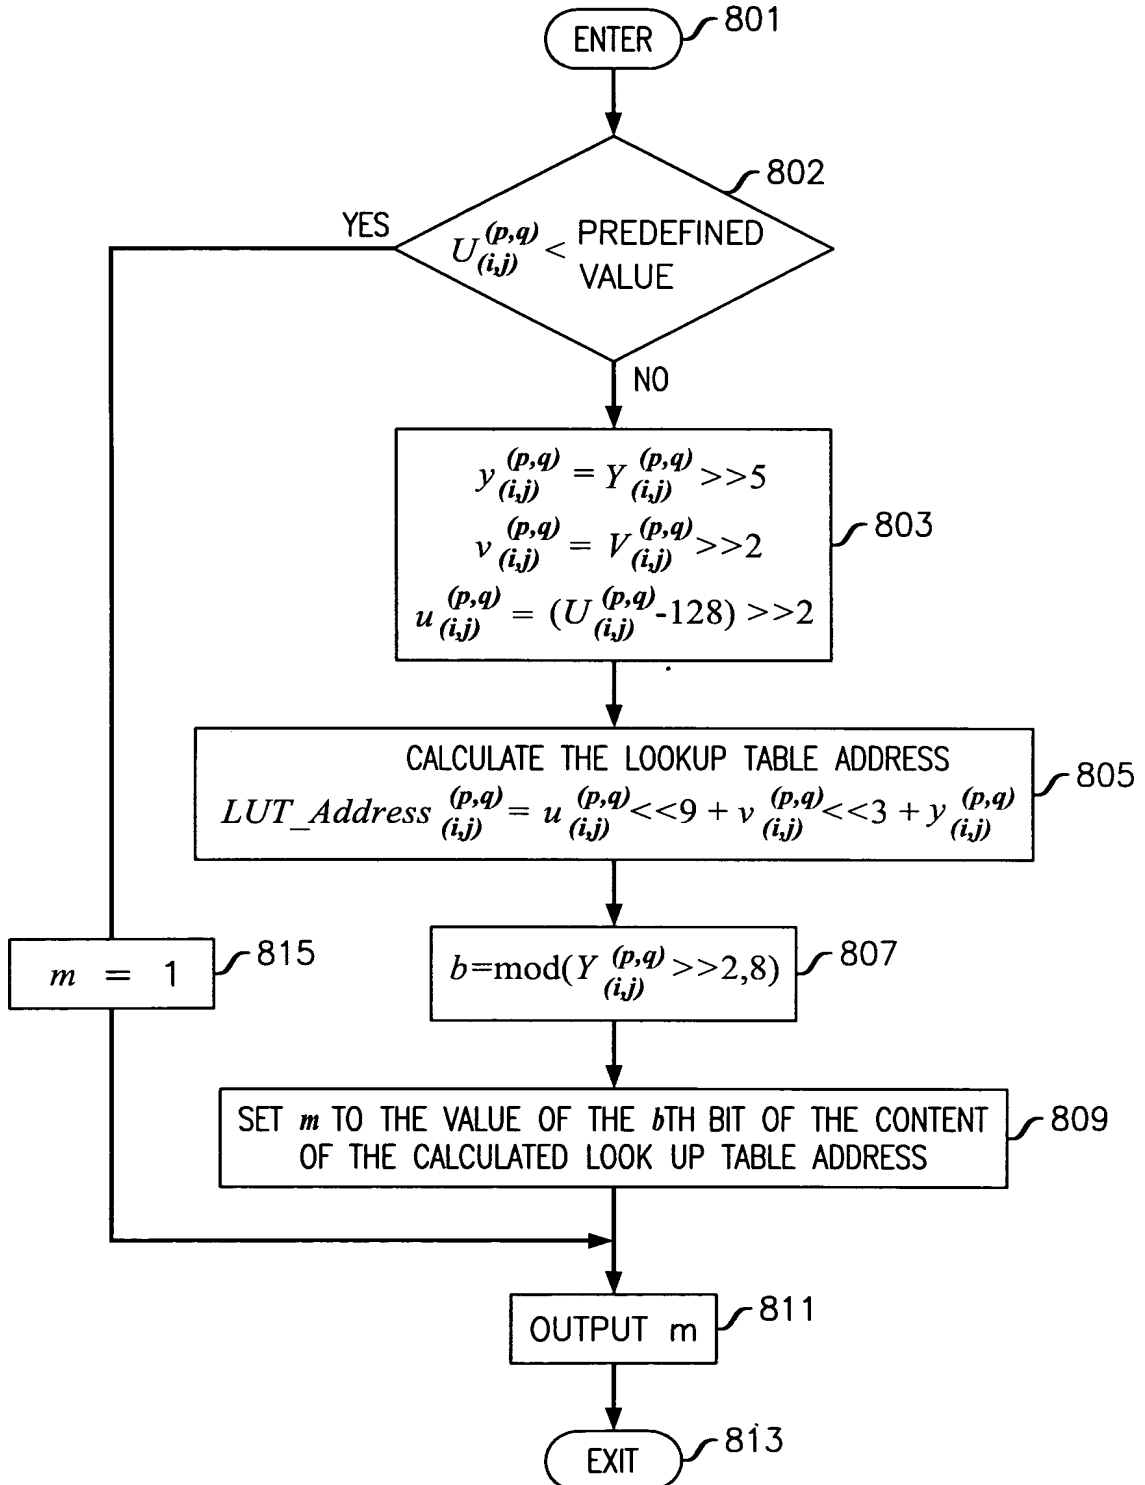 ENTER 801
802
YES
U(i,j)(p,q) < PREDEFINED VALUE
NO
y(i,j)(p,q) = Y(i,j)(p,q) >>5
v(i,j)(p,q) = V(i,j)(p,q) >>2
u(i,j)(p,q) = (U(i,j)(p,q) -128) >>2
803
CALCULATE THE LOOKUP TABLE ADDRESS
LUT_Address(i,j)(p,q) = u(i,j)(p,q) <<9 + v(i,j)(p,q) <<3 + y(i,j)(p,q)
805
m = 1 815
b=mod(Y(i,j)(p,q) >>2,8) 807
SET m TO THE VALUE OF THE bTH BIT OF THE CONTENT
OF THE CALCULATED LOOK UP TABLE ADDRESS
809
OUTPUT m 811
EXIT 813